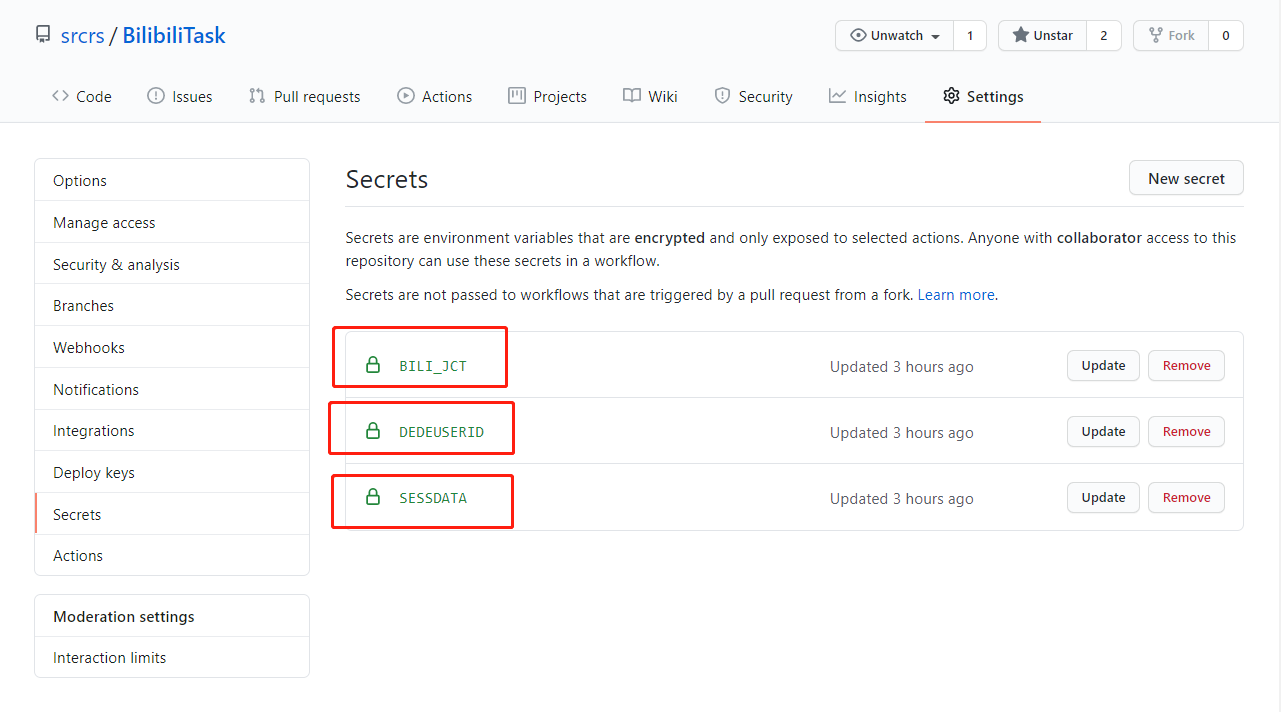 srcrs / BilibiliTask
Unwatch 1 Unstar 2 Fork 0
Code Issues Pull requests Actions Projects Wiki Security Insights Settings
Options
Manage access
Security & analysis
Branches
Webhooks
Notifications
Integrations
Deploy keys
Secrets
Actions
Moderation settings
Interaction limits
Secrets
New secret
Secrets are environment variables that are encrypted and only exposed to selected actions. Anyone with collaborator access to this
repository can use these secrets in a workflow.
Secrets are not passed to workflows that are triggered by a pull request from a fork. Learn more.
BILI_JCT Updated 3 hours ago Update Remove
DEDEUSERID Updated 3 hours ago Update Remove
SESSDATA Updated 3 hours ago Update Remove